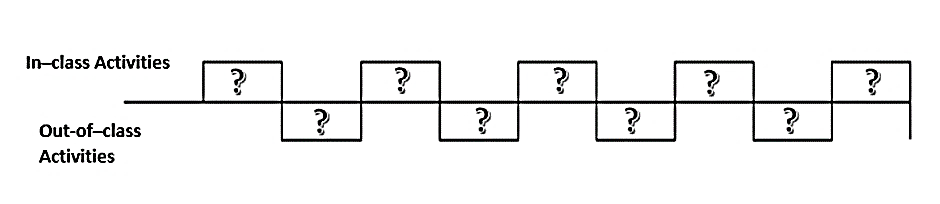 In–class Activities
? ? ? ? ?
? ? ? ?
Out-of–class
Activities